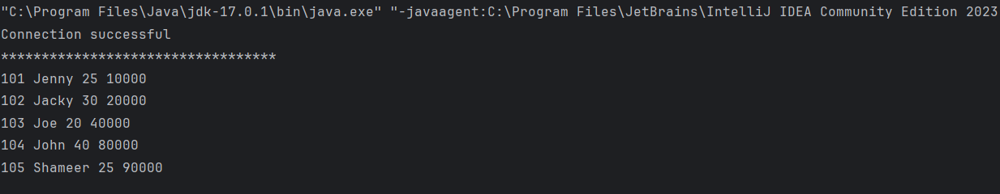 "C:\Program Files\Java\jdk-17.0.1\bin\java.exe" "-javaagent:C:\Program Files\JetBrains\IntelliJ IDEA Community Edition 2023
Connection successful
**********************************
101 Jenny 25 10000
102 Jacky 30 20000
103 Joe 20 40000
104 John 40 80000
105 Shameer 25 90000